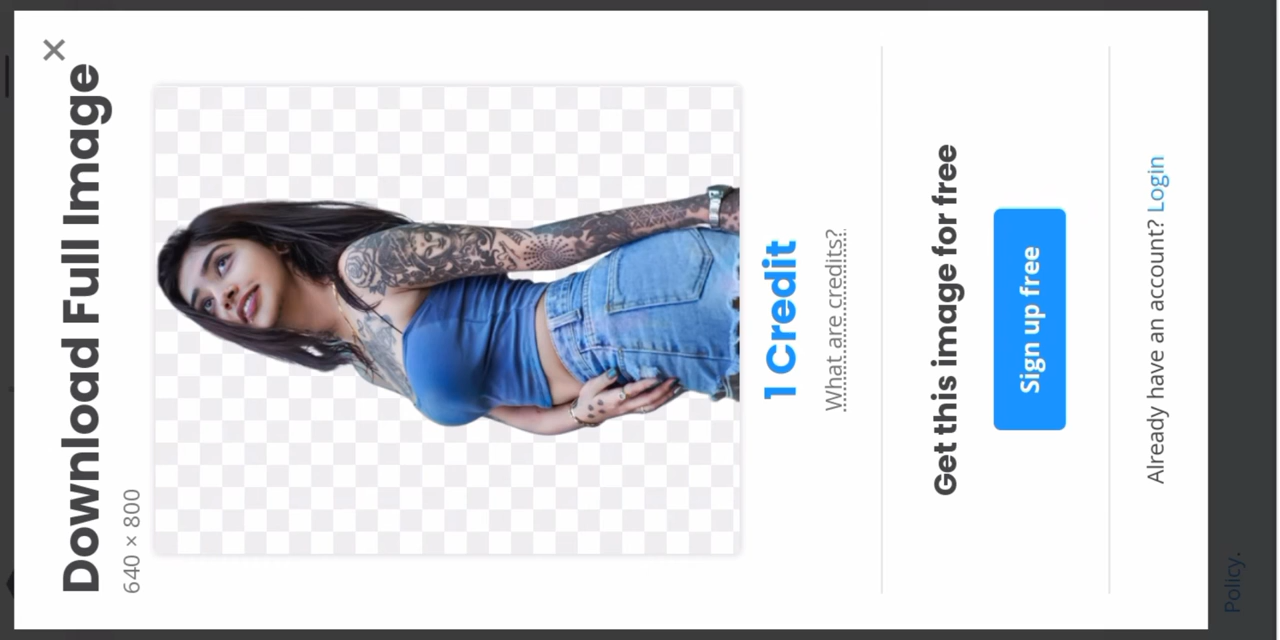 Download Full Image
640 × 800
1 Credit
What are credits?
Get this image for free
Sign up free
Already have an account? Login
Policy.